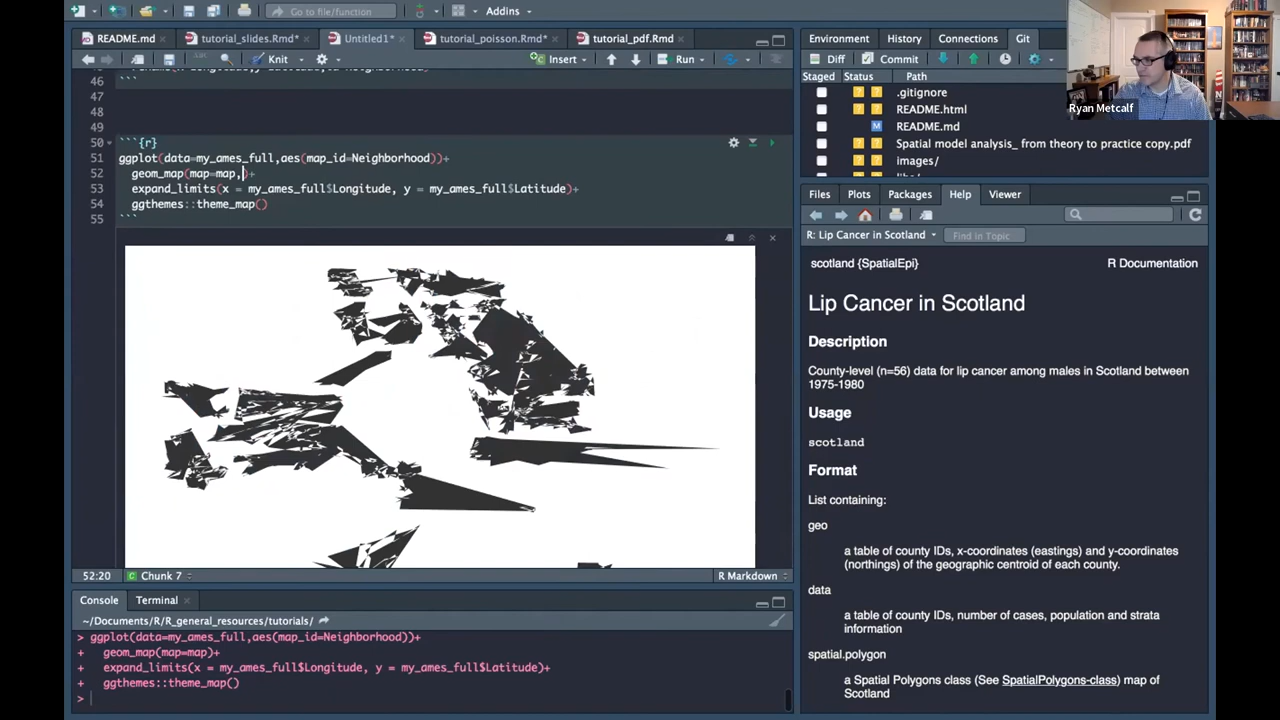 Go to file/function
Addins
README.md
tutorial_slides.Rmd*
Untitled1*
tutorial_poisson.Rmd*
tutorial_pdf.Rmd
Knit
Insert
Run
46
```
47
48
49
50
```{r}
51
ggplot(data=my_ames_full,aes(map_id=Neighborhood))+
52
geom_map(map=map,)+
53
expand_limits(x = my_ames_full$Longitude, y = my_ames_full$Latitude)+
54
ggthemes::theme_map()
55
```
52:20
Chunk 7
R Markdown
Console
Terminal
~/Documents/R/R_general_resources/tutorials/
> ggplot(data=my_ames_full,aes(map_id=Neighborhood))+
+ geom_map(map=map)+
+ expand_limits(x = my_ames_full$Longitude, y = my_ames_full$Latitude)+
+ ggthemes::theme_map()
>
Environment
History
Connections
Git
Diff
Commit
Staged
Status
Path
.gitignore
README.html
README.md
Spatial model analysis_ from theory to practice copy.pdf
images/
Ryan Metcalf
Files
Plots
Packages
Help
Viewer
R: Lip Cancer in Scotland
Find in Topic
scotland {SpatialEpi}
R Documentation
Lip Cancer in Scotland
Description
County-level (n=56) data for lip cancer among males in Scotland between
1975-1980
Usage
scotland
Format
List containing:
geo
a table of county IDs, x-coordinates (eastings) and y-coordinates
(northings) of the geographic centroid of each county.
data
a table of county IDs, number of cases, population and strata
information
spatial.polygon
a Spatial Polygons class (See SpatialPolygons-class) map of
Scotland